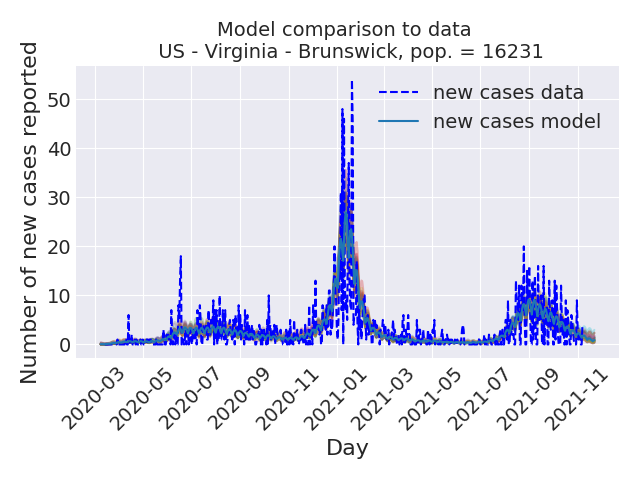 Model comparison to data
US - Virginia - Brunswick, pop. = 16231
Number of new cases reported
50
40
30
20
10
0
new cases data
new cases model
2020-03
2020-05
2020-07
2020-09
2020-11
2021-01
2021-03
2021-05
2021-07
2021-09
2021-11
Day